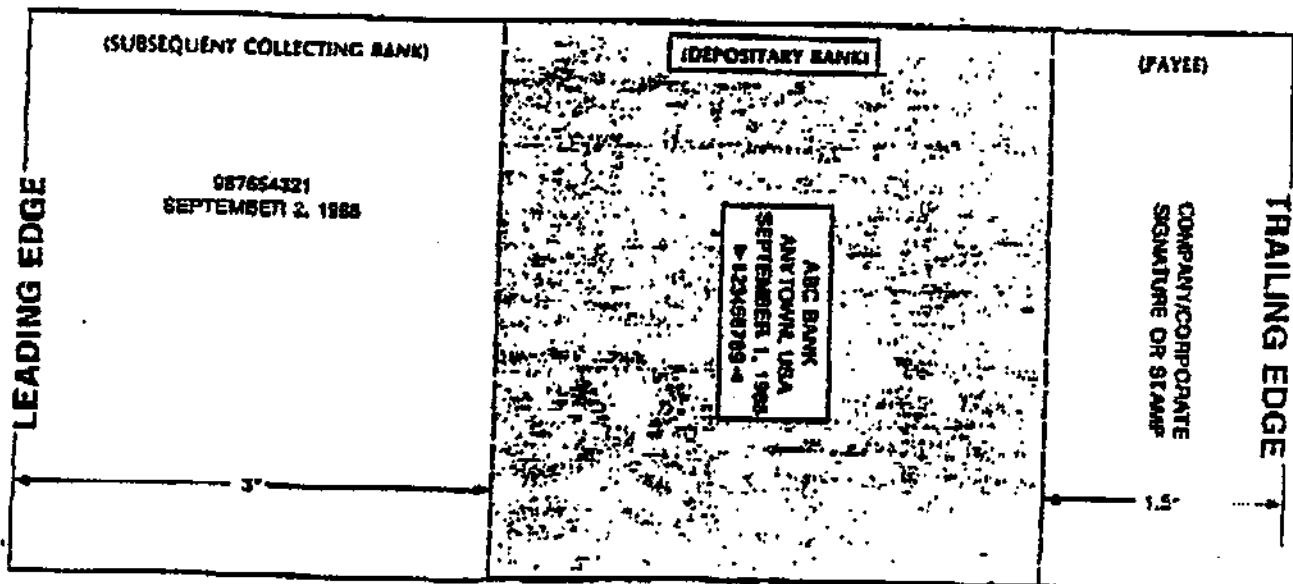 (SUBSEQUENT COLLECTING BANK)
(DEPOSITARY BANK)
(PAYEE)
LEADING EDGE
987654321
SEPTEMBER 2, 1988
ABC BANK
ANYTOWN, USA
SEPTEMBER 1, 1988
COMPANY/CORPORATE
SIGNATURE OR STAMP
TRAILING EDGE
3"
1.5"